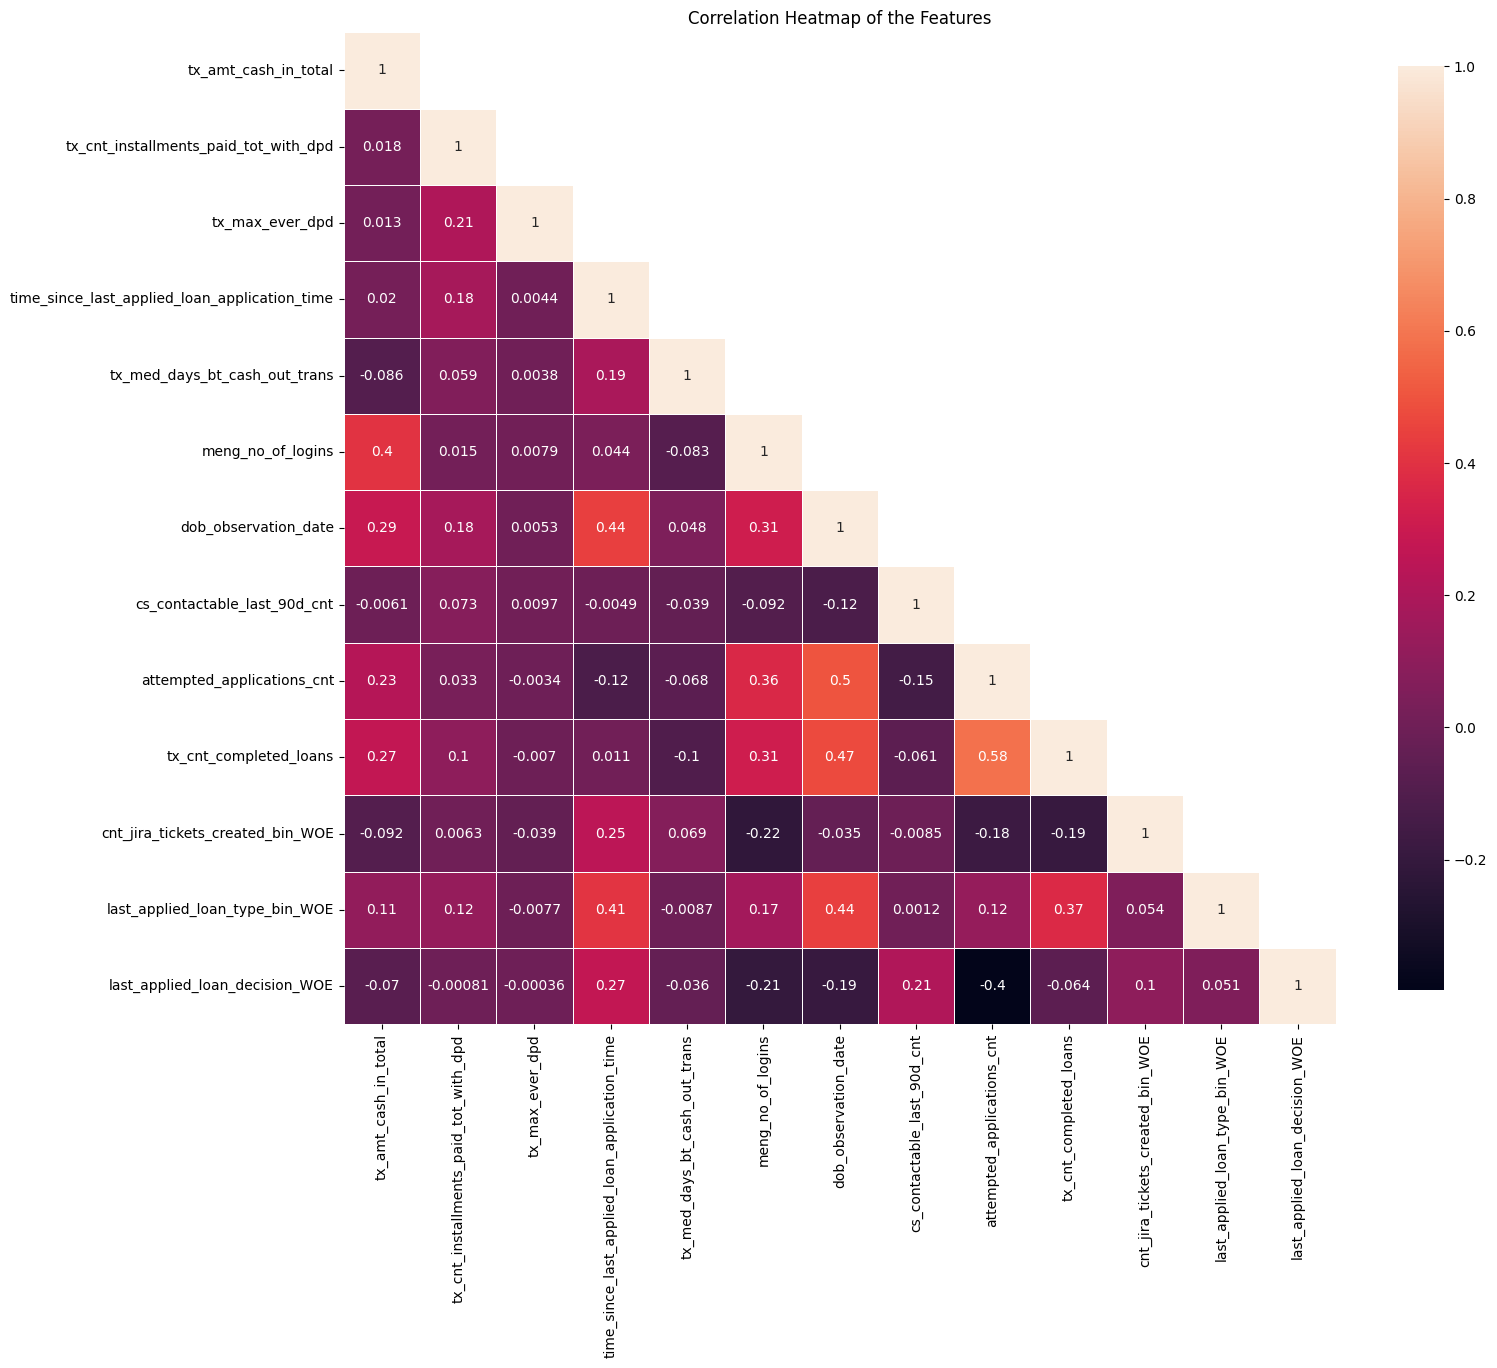 Correlation Heatmap of the Features
tx_amt_cash_in_total 1
tx_cnt_installments_paid_tot_with_dpd 0.018 1
tx_max_ever_dpd 0.013 0.21 1
time_since_last_applied_loan_application_time 0.02 0.18 0.0044 1
tx_med_days_bt_cash_out_trans -0.086 0.059 0.0038 0.19 1
meng_no_of_logins 0.4 0.015 0.0079 0.044 -0.083 1
dob_observation_date 0.29 0.18 0.0053 0.44 0.048 0.31 1
cs_contactable_last_90d_cnt -0.0061 0.073 0.0097 -0.0049 -0.039 -0.092 -0.12 1
attempted_applications_cnt 0.23 0.033 -0.0034 -0.12 -0.068 0.36 0.5 -0.15 1
tx_cnt_completed_loans 0.27 0.1 -0.007 0.011 -0.1 0.31 0.47 -0.061 0.58 1
cnt_jira_tickets_created_bin_WOE -0.092 0.0063 -0.039 0.25 0.069 -0.22 -0.035 -0.0085 -0.18 -0.19 1
last_applied_loan_type_bin_WOE 0.11 0.12 -0.0077 0.41 -0.0087 0.17 0.44 0.0012 0.12 0.37 0.054 1
last_applied_loan_decision_WOE -0.07 -0.00081 -0.00036 0.27 -0.036 -0.21 -0.19 0.21 -0.4 -0.064 0.1 0.051 1
tx_amt_cash_in_total
tx_cnt_installments_paid_tot_with_dpd
tx_max_ever_dpd
time_since_last_applied_loan_application_time
tx_med_days_bt_cash_out_trans
meng_no_of_logins
dob_observation_date
cs_contactable_last_90d_cnt
attempted_applications_cnt
tx_cnt_completed_loans
cnt_jira_tickets_created_bin_WOE
last_applied_loan_type_bin_WOE
last_applied_loan_decision_WOE
1.0
0.8
0.6
0.4
0.2
0.0
−0.2